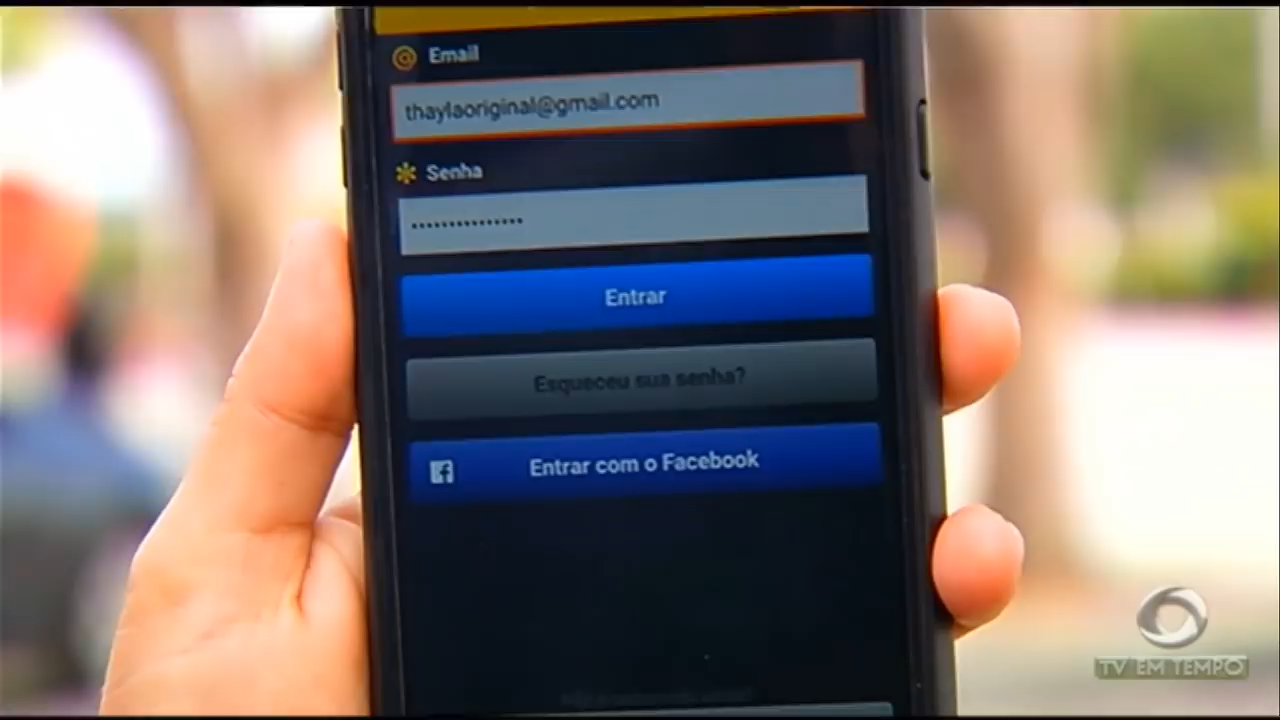 Email
thaylaoriginal@gmail.com
Senha
Entrar
Esqueceu sua senha?
Entrar com o Facebook
TV EM TEMPO